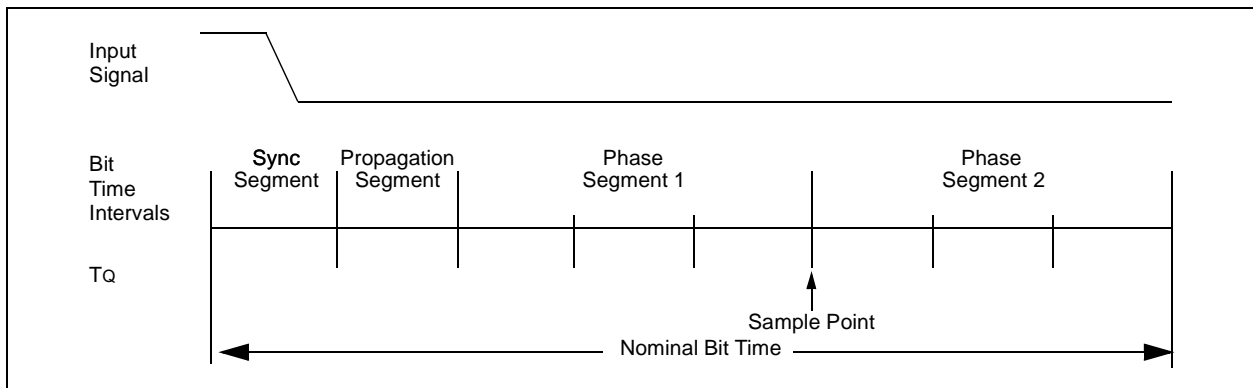 Input
Signal
Bit
Time
Intervals
Sync
Segment
Propagation
Segment
Phase
Segment 1
Phase
Segment 2
TQ
Sample Point
Nominal Bit Time